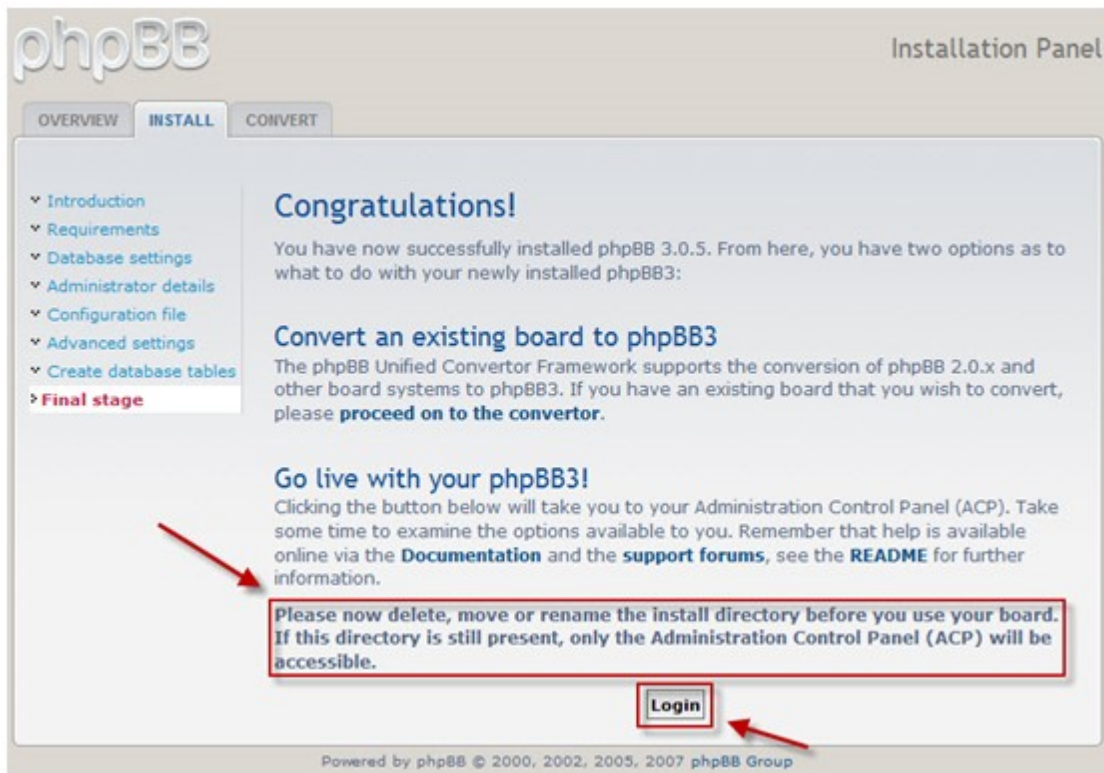 phpBB
Installation Panel
OVERVIEW INSTALL CONVERT
Introduction
Requirements
Database settings
Administrator details
Configuration file
Advanced settings
Create database tables
Final stage
Congratulations!
You have now successfully installed phpBB 3.0.5. From here, you have two options as to
what to do with your newly installed phpBB3:
Convert an existing board to phpBB3
The phpBB Unified Convertor Framework supports the conversion of phpBB 2.0.x and
other board systems to phpBB3. If you have an existing board that you wish to convert,
please proceed on to the convertor.
Go live with your phpBB3!
Clicking the button below will take you to your Administration Control Panel (ACP). Take
some time to examine the options available to you. Remember that help is available
online via the Documentation and the support forums, see the README for further
information.
Please now delete, move or rename the install directory before you use your board.
If this directory is still present, only the Administration Control Panel (ACP) will be
accessible.
Login
Powered by phpBB © 2000, 2002, 2005, 2007 phpBB Group